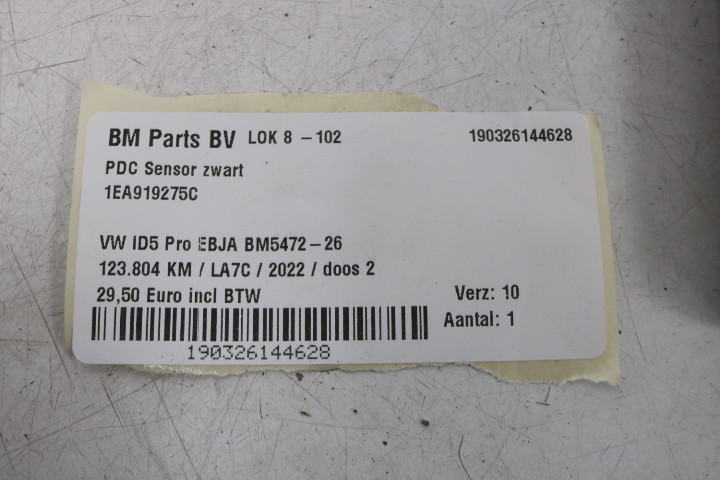 BM Parts BV LOK 8 - 102 190326144628
PDC Sensor zwart
1EA919275C
VW ID5 Pro EBJA BM5472-26
123.804 KM / LA7C / 2022 / doos 2
29,50 Euro incl BTW Verz: 10
Aantal: 1
190326144628